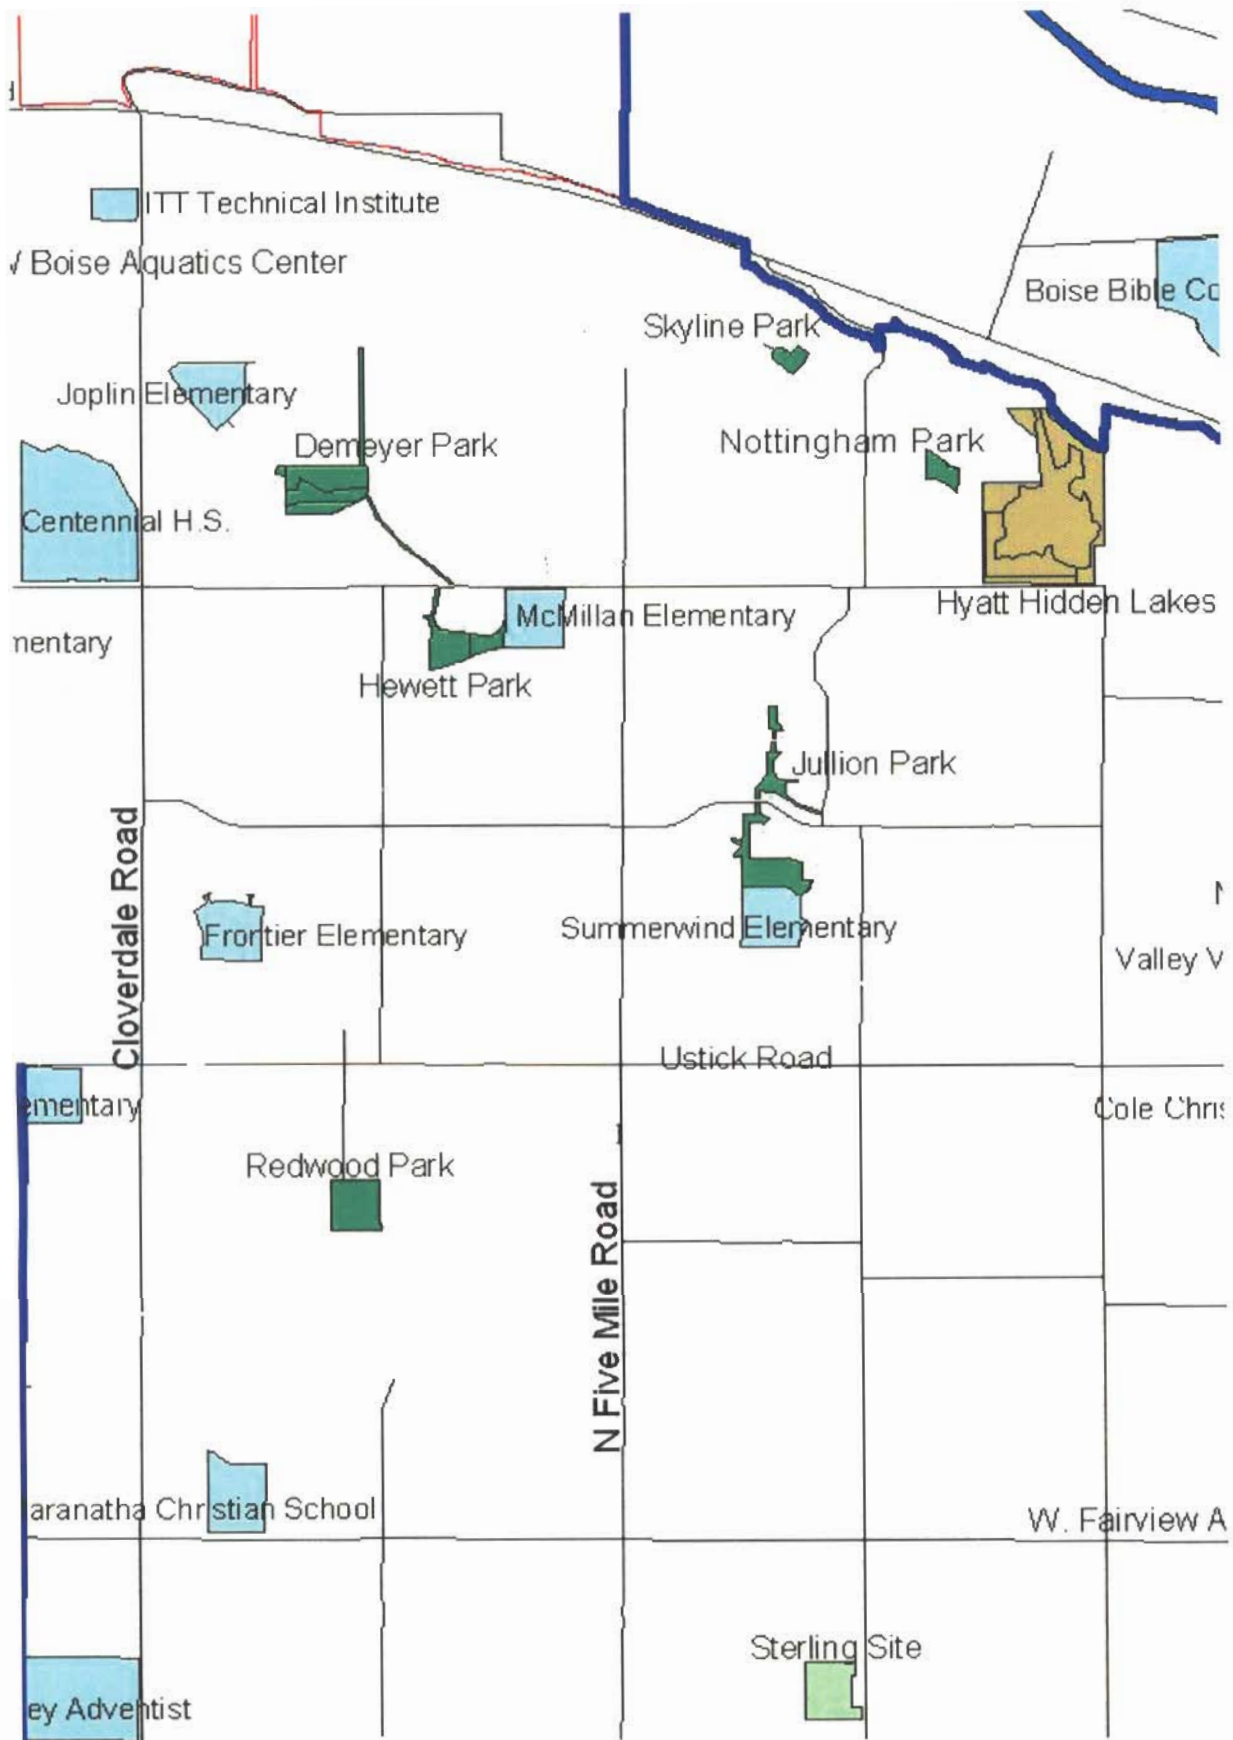 ITT Technical Institute
Boise Aquatics Center
Boise Bible Co
Skyline Park
Joplin Elementary
Demeyer Park
Nottingham Park
Centennial H.S.
Hyatt Hidden Lakes
McMillan Elementary
mentary
Hewett Park
Jullion Park
Cloverdale Road
Frontier Elementary
Summerwind Elementary
Valley V
Ustick Road
ementary
Cole Chris
Redwood Park
N Five Mile Road
aranatha Christian School
W. Fairview A
Sterling Site
ey Adventist